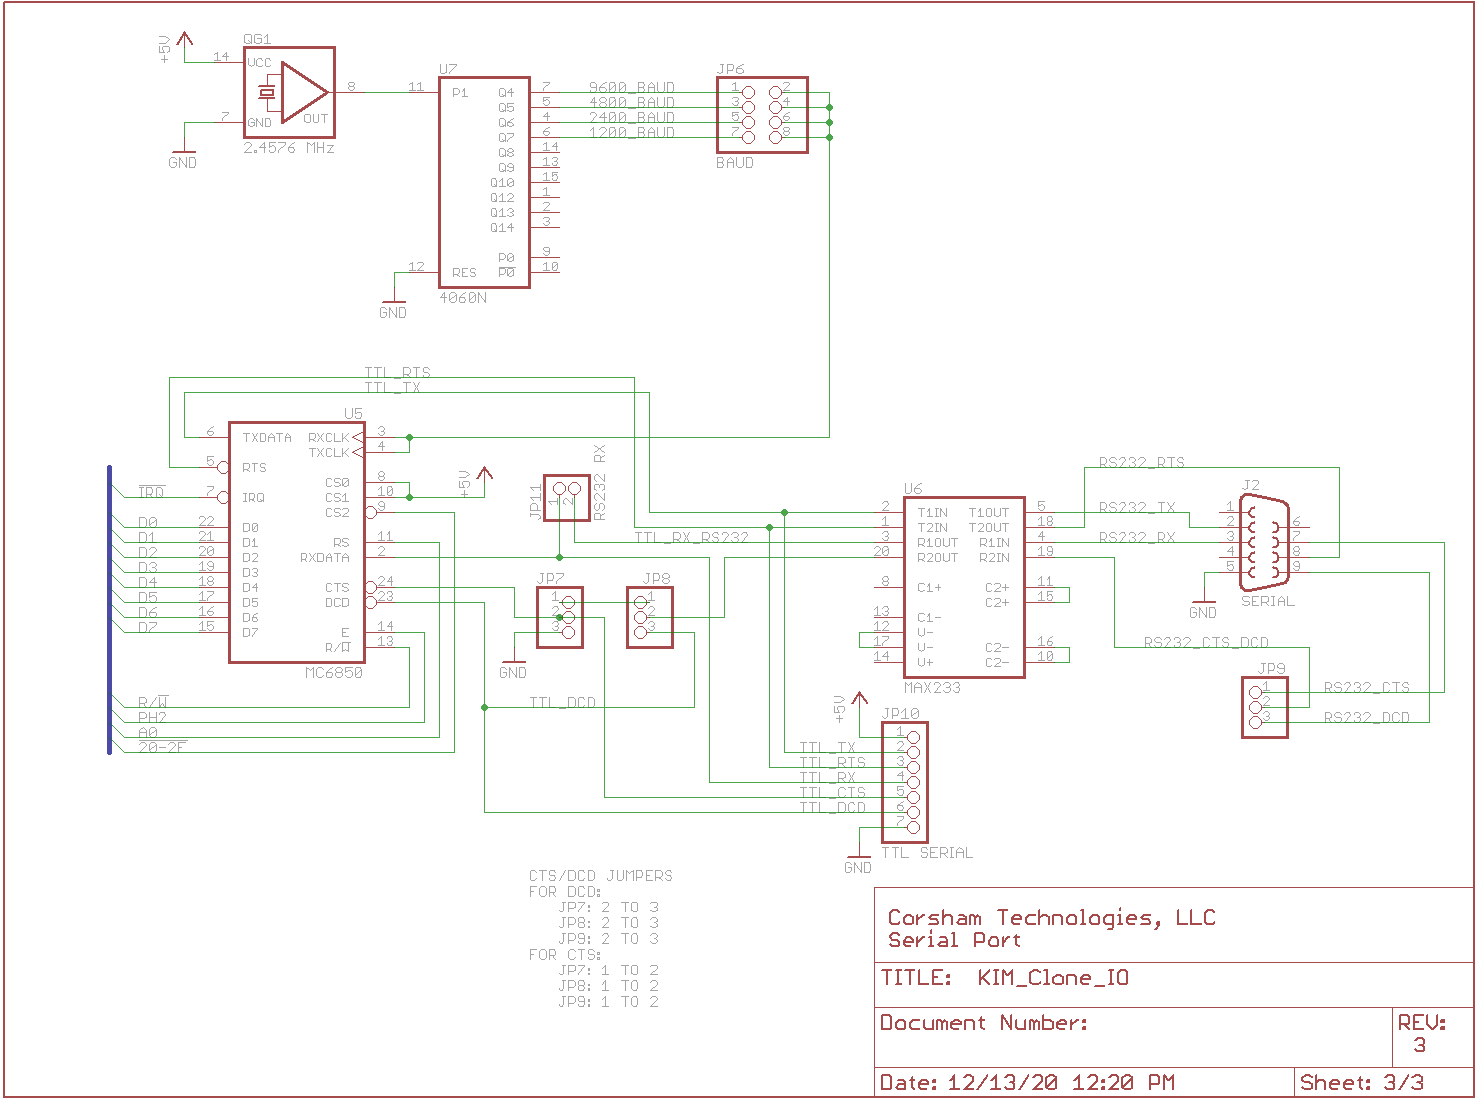 +5V
QG1
14
VCC
8
7
GND
OUT
GND
2.4576 MHz
U7
11
P1
Q4 7
Q5 5
Q6 4
Q7 6
Q8 14
Q9 13
Q10 15
Q12 1
Q13 2
Q14 3
P0 9
12 RES P0 10
4060N
GND
9600_BAUD
4800_BAUD
2400_BAUD
1200_BAUD
JP6
1 2
3 4
5 6
7 8
BAUD
TTL_RTS
TTL_TX
U5
6 TXDATA RXCLK 3
TXCLK 4
5 RTS
CS0 8
IRQ 7 IRQ CS1 10
CS2 9
D0 22 D0
D1 21 D1 RS 11
D2 20 D2 RXDATA 2
D3 19 D3
D4 18 D4 CTS 24
D5 17 D5 DCD 23
D6 16 D6
D7 15 D7 E 14
R/W 13
MC6850
R/W
PH2
A0
20-2F
+5V
JP11
1
2
RS232 RX
TTL_RX_RS232
JP7
1
2
3
GND
JP8
1
2
3
TTL_DCD
U6
2 T1IN T1OUT 5
1 T2IN T2OUT 18
3 R1OUT R1IN 4
20 R2OUT R2IN 19
8 C1+ C2+ 11
C2+ 15
13 C1-
12 V-
17 V- C2- 16
14 V+ C2- 10
MAX233
RS232_RTS
RS232_TX
RS232_RX
J2
1
2 6
3 7
4 8
5 9
GND
SERIAL
RS232_CTS_DCD
JP9
1
2
3
RS232_CTS
RS232_DCD
+5V
JP10
1
TTL_TX 2
TTL_RTS 3
TTL_RX 4
TTL_CTS 5
TTL_DCD 6
7
GND
TTL SERIAL
CTS/DCD JUMPERS
FOR DCD:
JP7: 2 TO 3
JP8: 2 TO 3
JP9: 2 TO 3
FOR CTS:
JP7: 1 TO 2
JP8: 1 TO 2
JP9: 1 TO 2
Corsham Technologies, LLC
Serial Port
TITLE: KIM_Clone_IO
Document Number:
REV:
3
Date: 12/13/20 12:20 PM
Sheet: 3/3